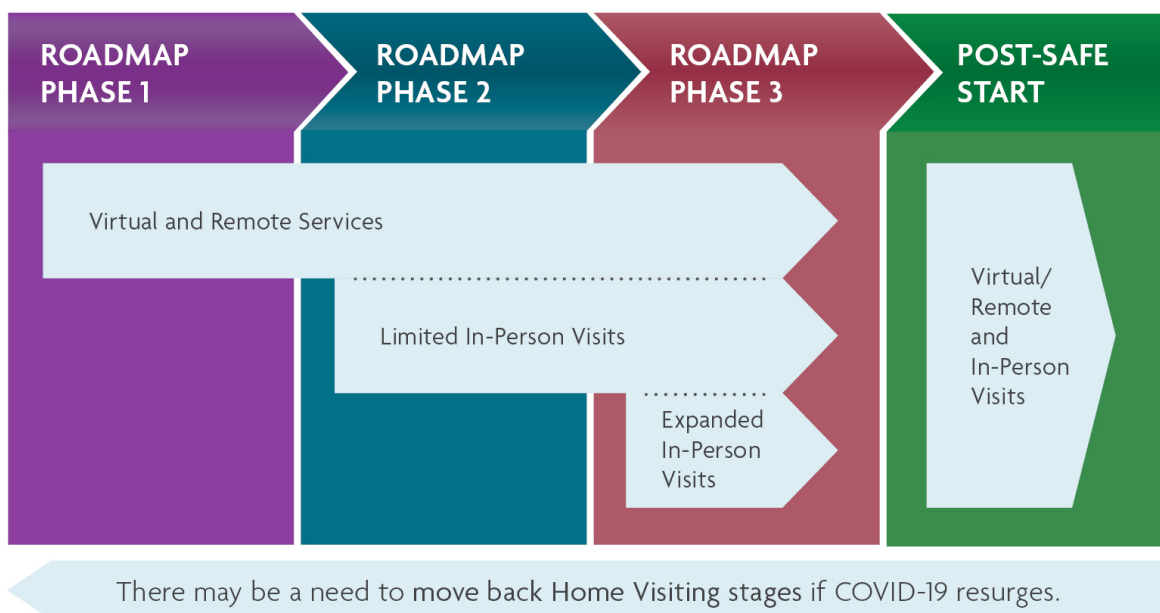 ROADMAP
PHASE 1
ROADMAP
PHASE 2
ROADMAP
PHASE 3
POST-SAFE
START
Virtual and Remote Services
Limited In-Person Visits
Expanded
In-Person
Visits
Virtual/
Remote
and
In-Person
Visits
There may be a need to move back Home Visiting stages if COVID-19 resurges.